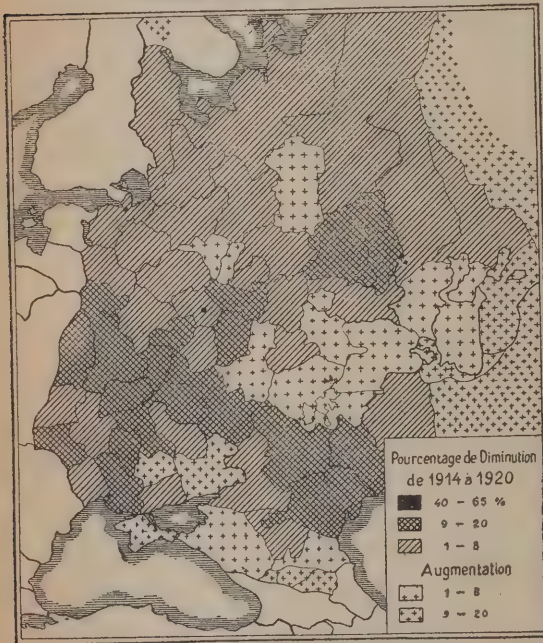 Pourcentage de Diminution
de 1914 à 1920
40 - 65 %
9 - 20
1 - 8
Augmentation
1 - 8
9 - 20